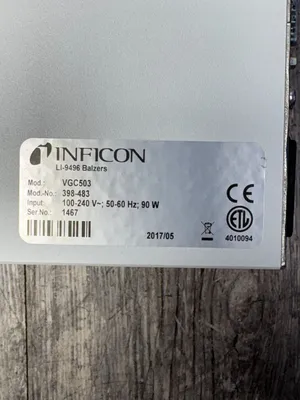 INFICON
LI-9496 Balzers
Mod.: VGC503
Mod.-No.: 398-483
Input: 100-240 V~; 50-60 Hz; 90 W
Ser.No.: 1467
2017/05
CE
ETL
4010094